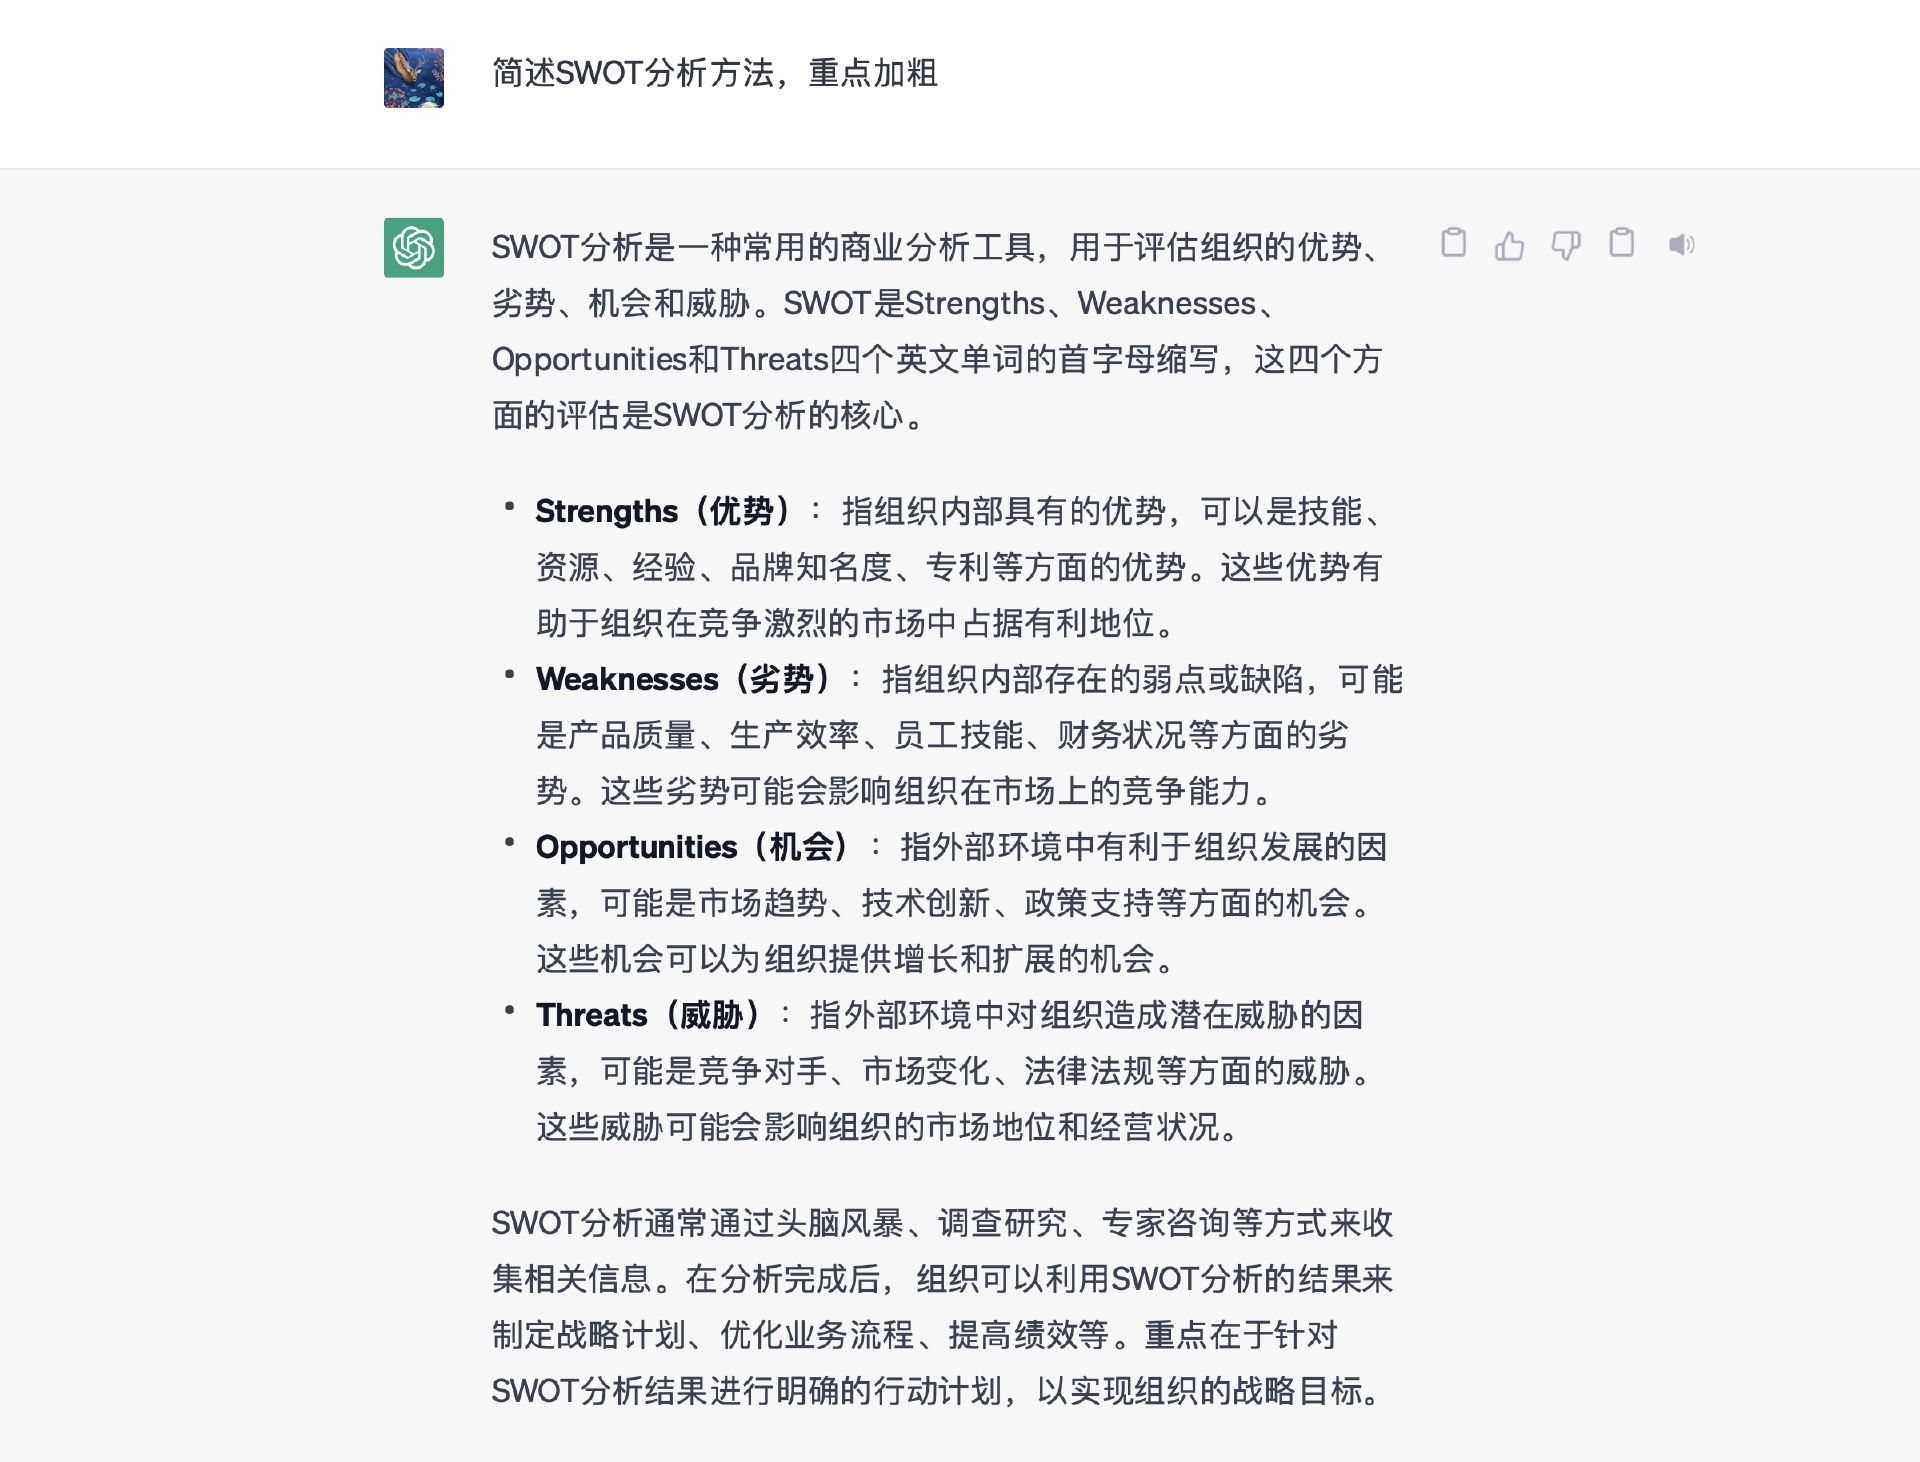 简述SWOT分析方法，重点加粗
SWOT分析是一种常用的商业分析工具，用于评估组织的优势、
劣势、机会和威胁。SWOT是Strengths、Weaknesses、
Opportunities和Threats四个英文单词的首字母缩写，这四个方
面的评估是SWOT分析的核心。
• Strengths（优势）：指组织内部具有的优势，可以是技能、
资源、经验、品牌知名度、专利等方面的优势。这些优势有
助于组织在竞争激烈的市场中占据有利地位。
• Weaknesses（劣势）：指组织内部存在的弱点或缺陷，可能
是产品质量、生产效率、员工技能、财务状况等方面的劣
势。这些劣势可能会影响组织在市场上的竞争能力。
• Opportunities（机会）：指外部环境中有利于组织发展的因
素，可能是市场趋势、技术创新、政策支持等方面的机会。
这些机会可以为组织提供增长和扩展的机会。
• Threats（威胁）：指外部环境中对组织造成潜在威胁的因
素，可能是竞争对手、市场变化、法律法规等方面的威胁。
这些威胁可能会影响组织的市场地位和经营状况。
SWOT分析通常通过头脑风暴、调查研究、专家咨询等方式来收
集相关信息。在分析完成后，组织可以利用SWOT分析的结果来
制定战略计划、优化业务流程、提高绩效等。重点在于针对
SWOT分析结果进行明确的行动计划，以实现组织的战略目标。